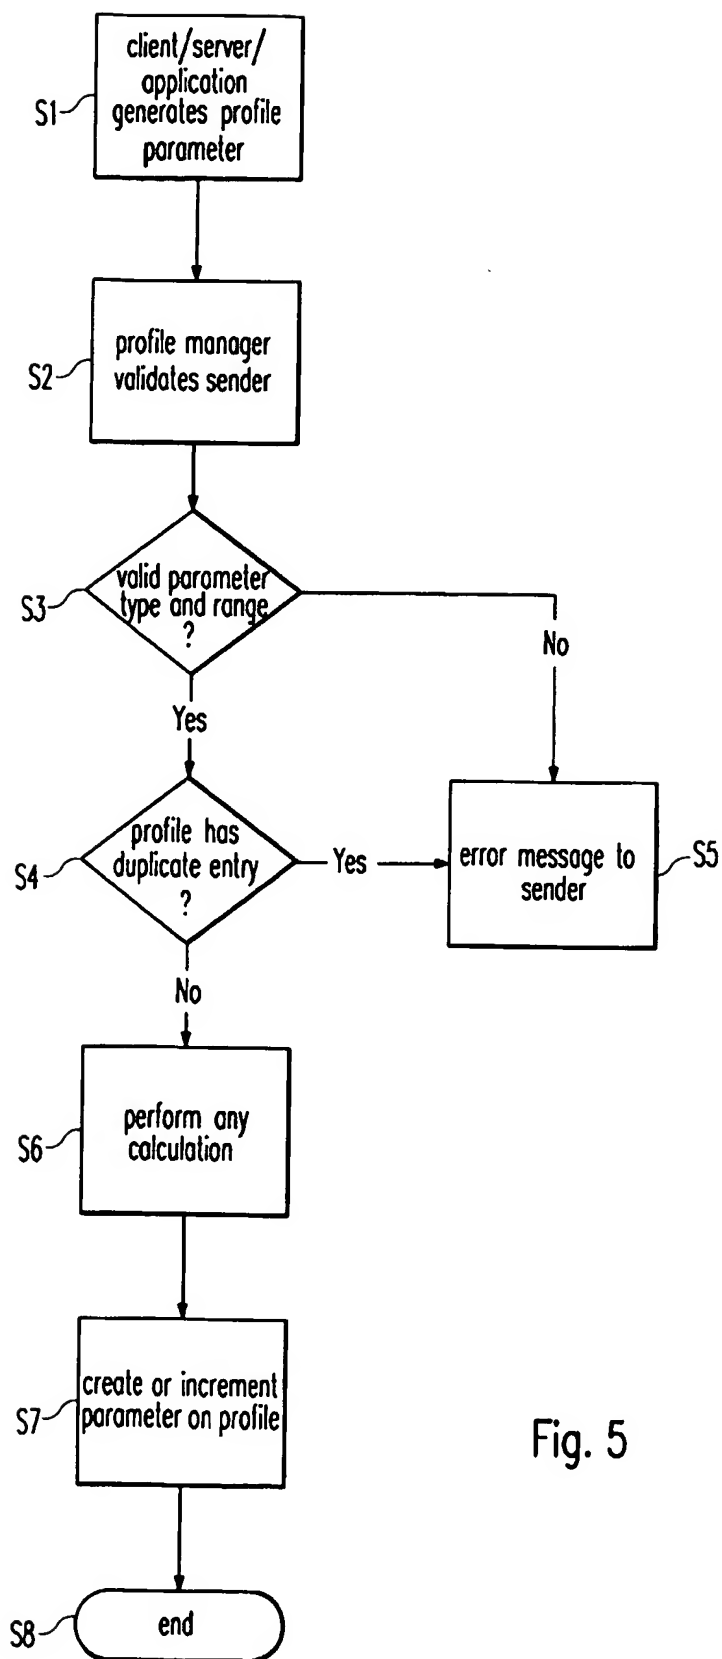 S1
client/server/
application
generates profile
parameter
S2
profile manager
validates sender
S3
valid parameter
type and range
?
No
Yes
S4
profile has
duplicate entry
?
Yes
error message to
sender
S5
No
S6
perform any
calculation
S7
create or increment
parameter on profile
Fig. 5
S8
end